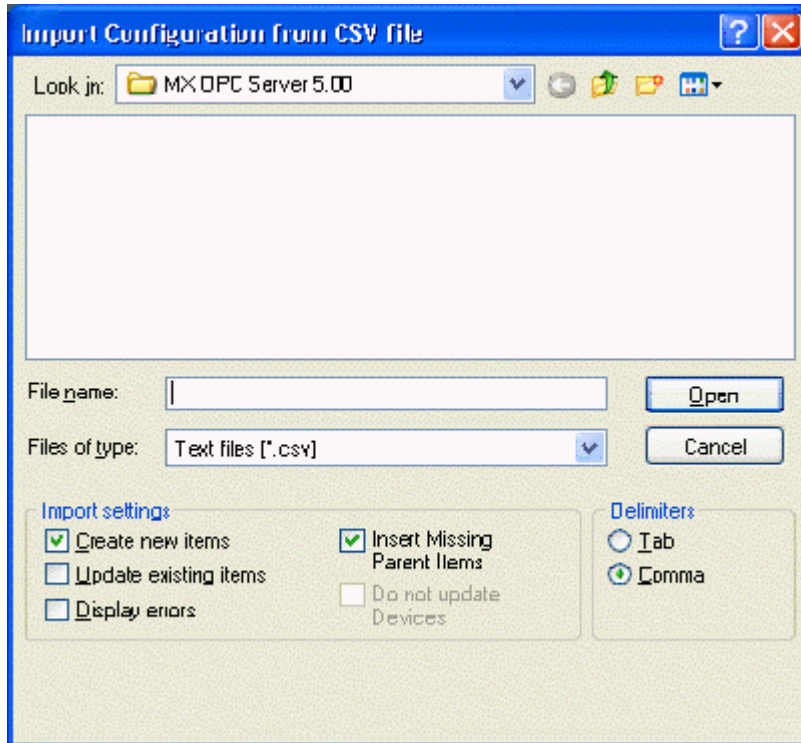 Import Configuration from CSV file
Look in: MX OPC Server 5.00
File name:
Open
Files of type: Text files (*.csv)
Cancel
Import settings
Create new items
Insert Missing
Parent Items
Update existing items
Do not update
Devices
Display errors
Delimiters
Tab
Comma